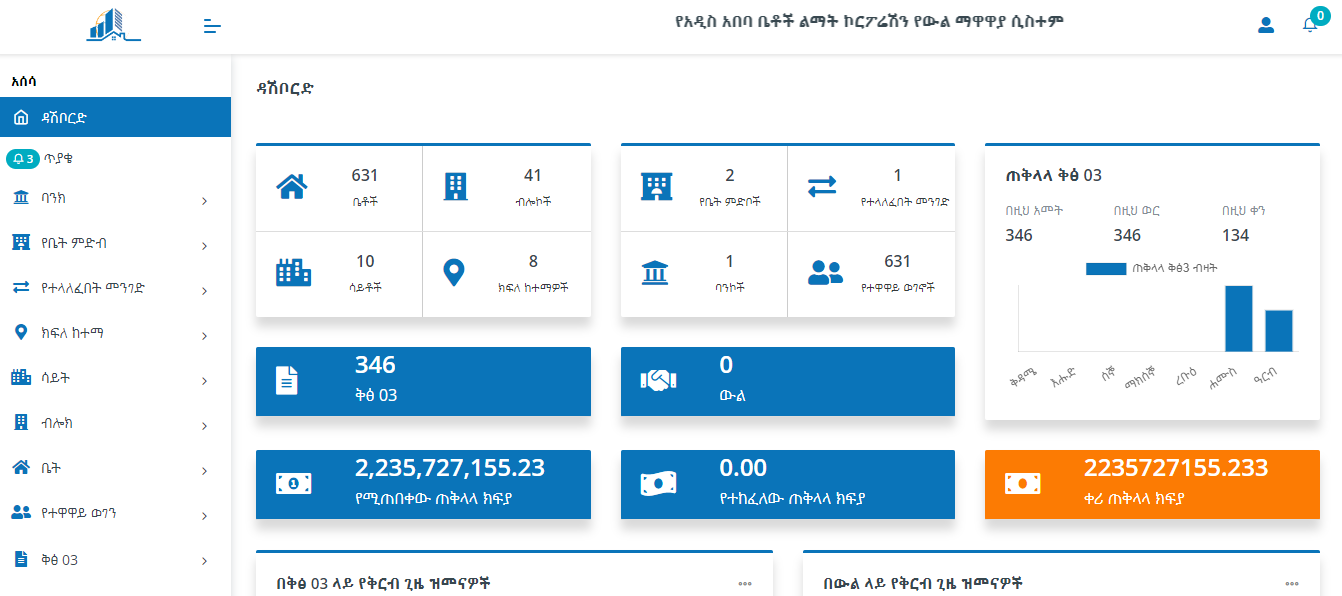 የአዲስ አበባ ቤቶች ልማት ኮርፖሬሽን የውል ማዋዋያ ሲስተም
0
አሰሳ
ዳሽቦርድ
3 ጥያቄ
ባንክ
የቤት ምድብ
የተላለፈበት መንገድ
ክፍለ ከተማ
ሳይት
ብሎክ
ቤት
የተዋዋይ ወገን
ቅፅ 03
ዳሽቦርድ
631
ቤቶች
41
ብሎኮች
10
ሳይቶች
8
ክፍለ ከተማዎች
2
የቤት ምድቦች
1
የተላለፈበት መንገድ
1
ባንኮች
631
የተዋዋይ ወገኖች
ጠቅላላ ቅፅ 03
በዚህ አመት
በዚህ ወር
በዚህ ቀን
346
346
134
ጠቅላላ ቅፅ3 ብዛት
ቅዳሜ
እሑድ
ሰኞ
ማክሰኞ
ረቡዕ
ሐሙስ
ዓርብ
346
ቅፅ 03
0
ውል
2,235,727,155.23
የሚጠበቀው ጠቅላላ ክፍያ
0.00
የተከፈለው ጠቅላላ ክፍያ
2235727155.233
ቀሪ ጠቅላላ ክፍያ
በቅፅ 03 ላይ የቅርብ ጊዜ ዝመናዎች
በውል ላይ የቅርብ ጊዜ ዝመናዎች